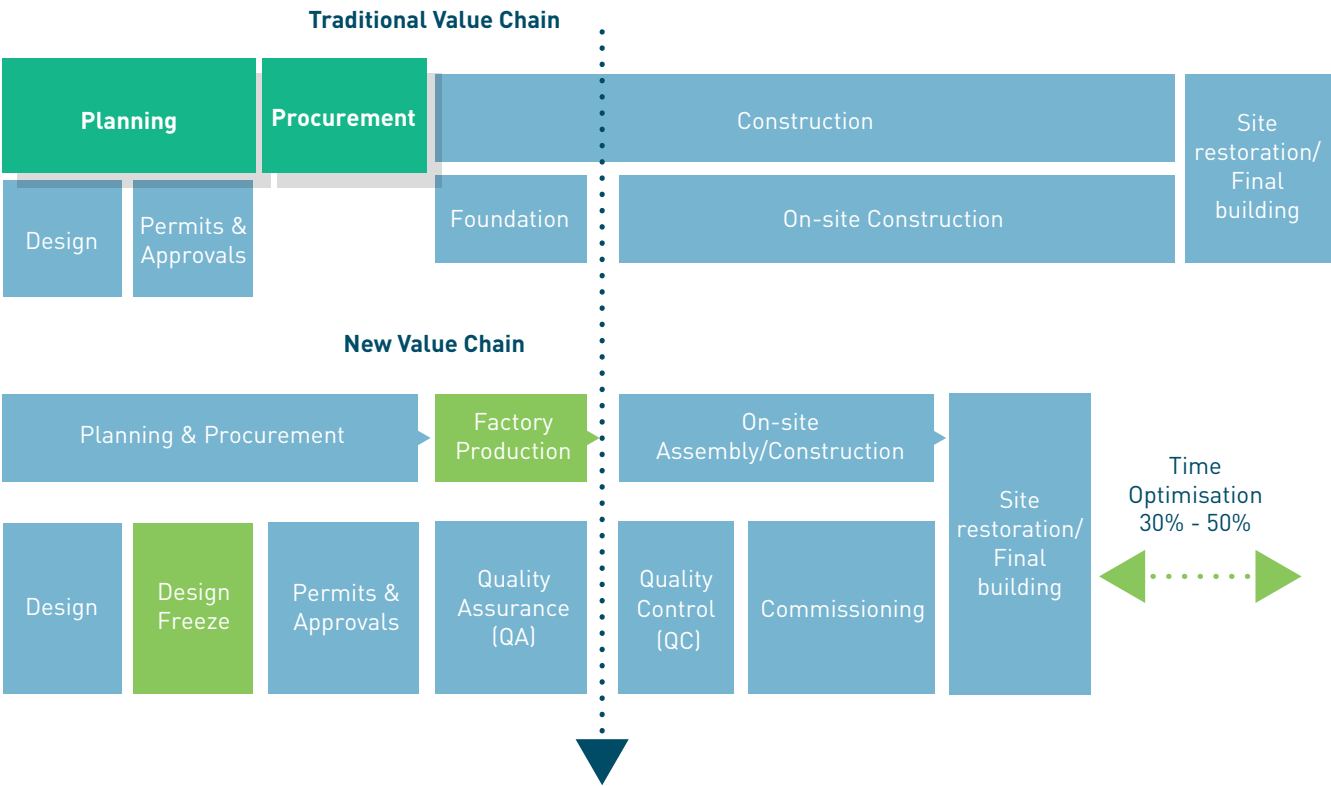 Traditional Value Chain
Planning
Procurement
Construction
Site
restoration/
Final
building
Design
Permits &
Approvals
Foundation
On-site Construction
New Value Chain
Planning & Procurement
Factory
Production
On-site
Assembly/Construction
Site
restoration/
Final
building
Time
Optimisation
30% - 50%
Design
Design
Freeze
Permits &
Approvals
Quality
Assurance
(QA)
Quality
Control
(QC)
Commissioning